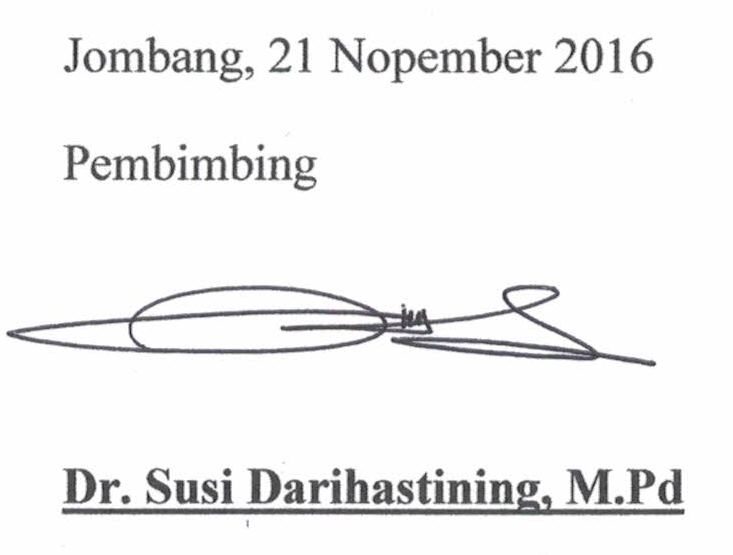 Jombang, 21 Nopember 2016
Pembimbing
Dr. Susi Darihastining, M.Pd